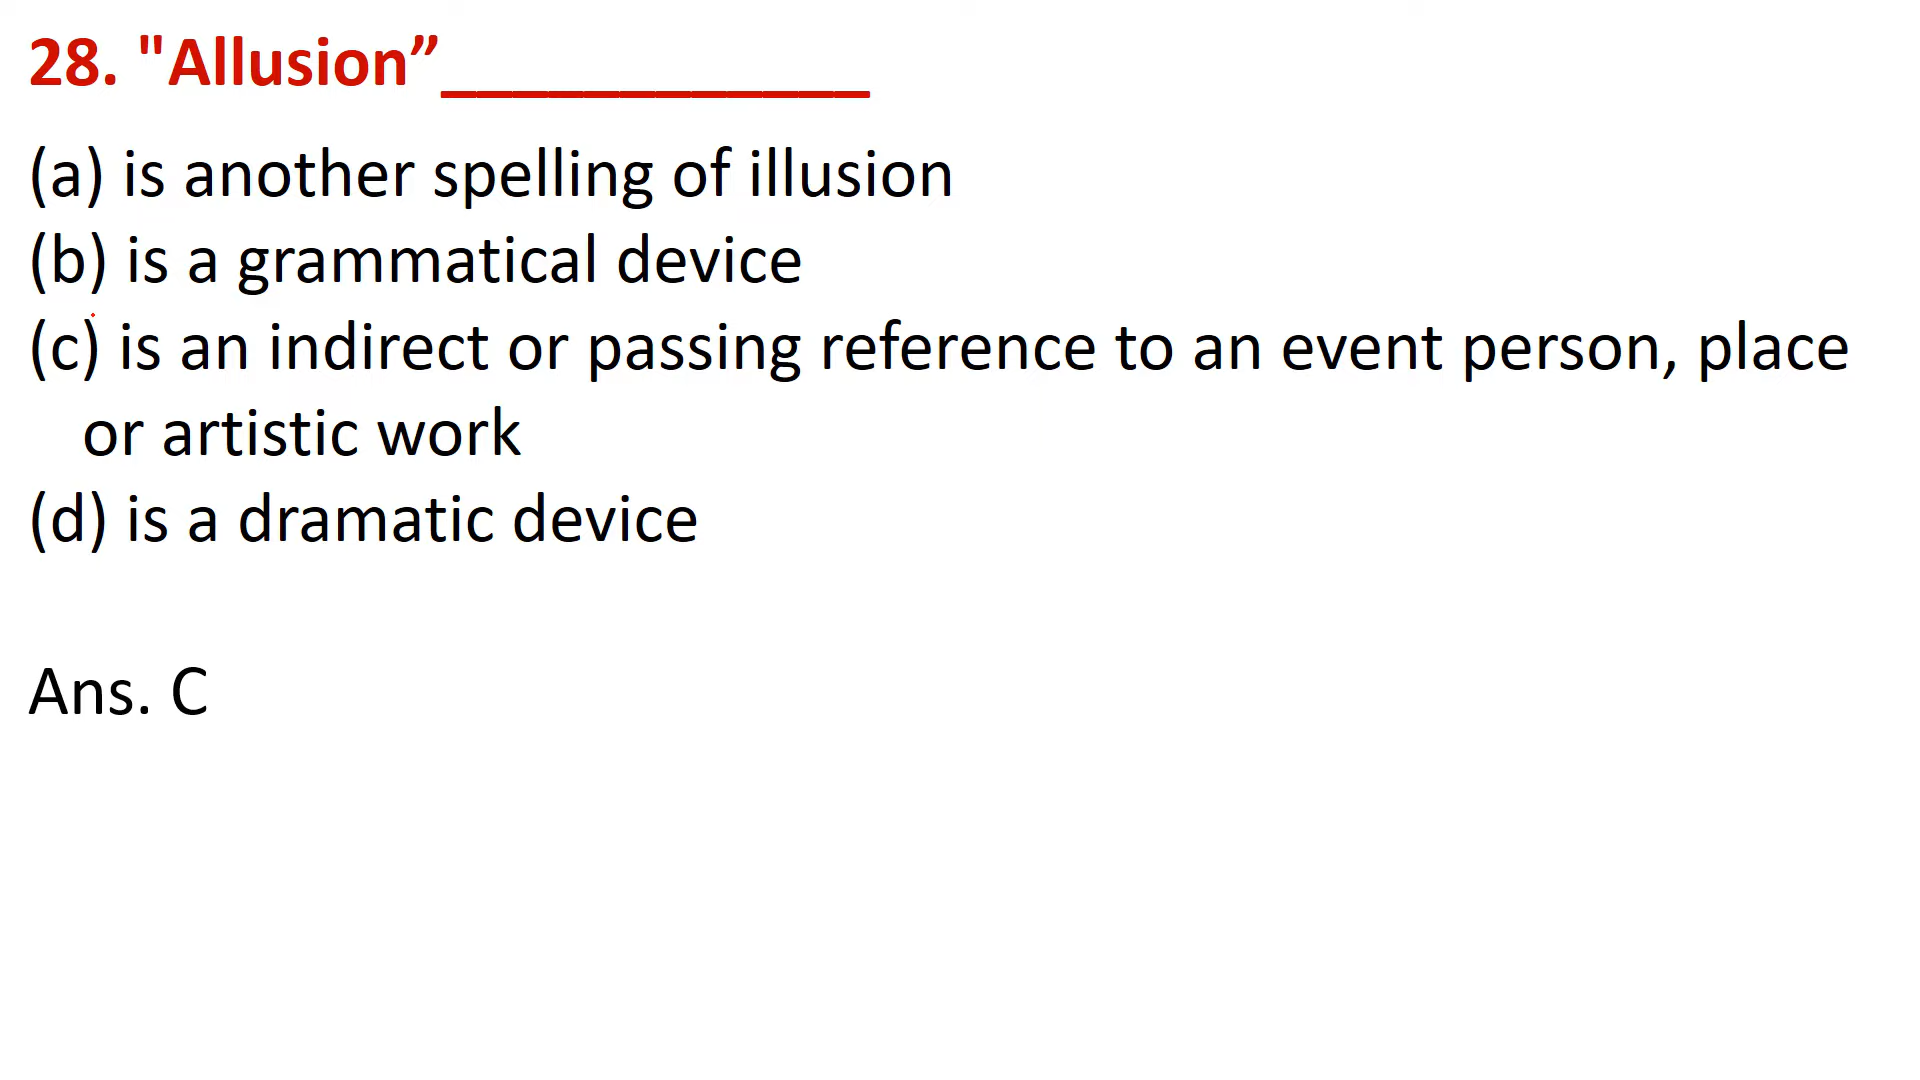 28. "Allusion”____________
(a) is another spelling of illusion
(b) is a grammatical device
(c) is an indirect or passing reference to an event person, place
or artistic work
(d) is a dramatic device
Ans. C